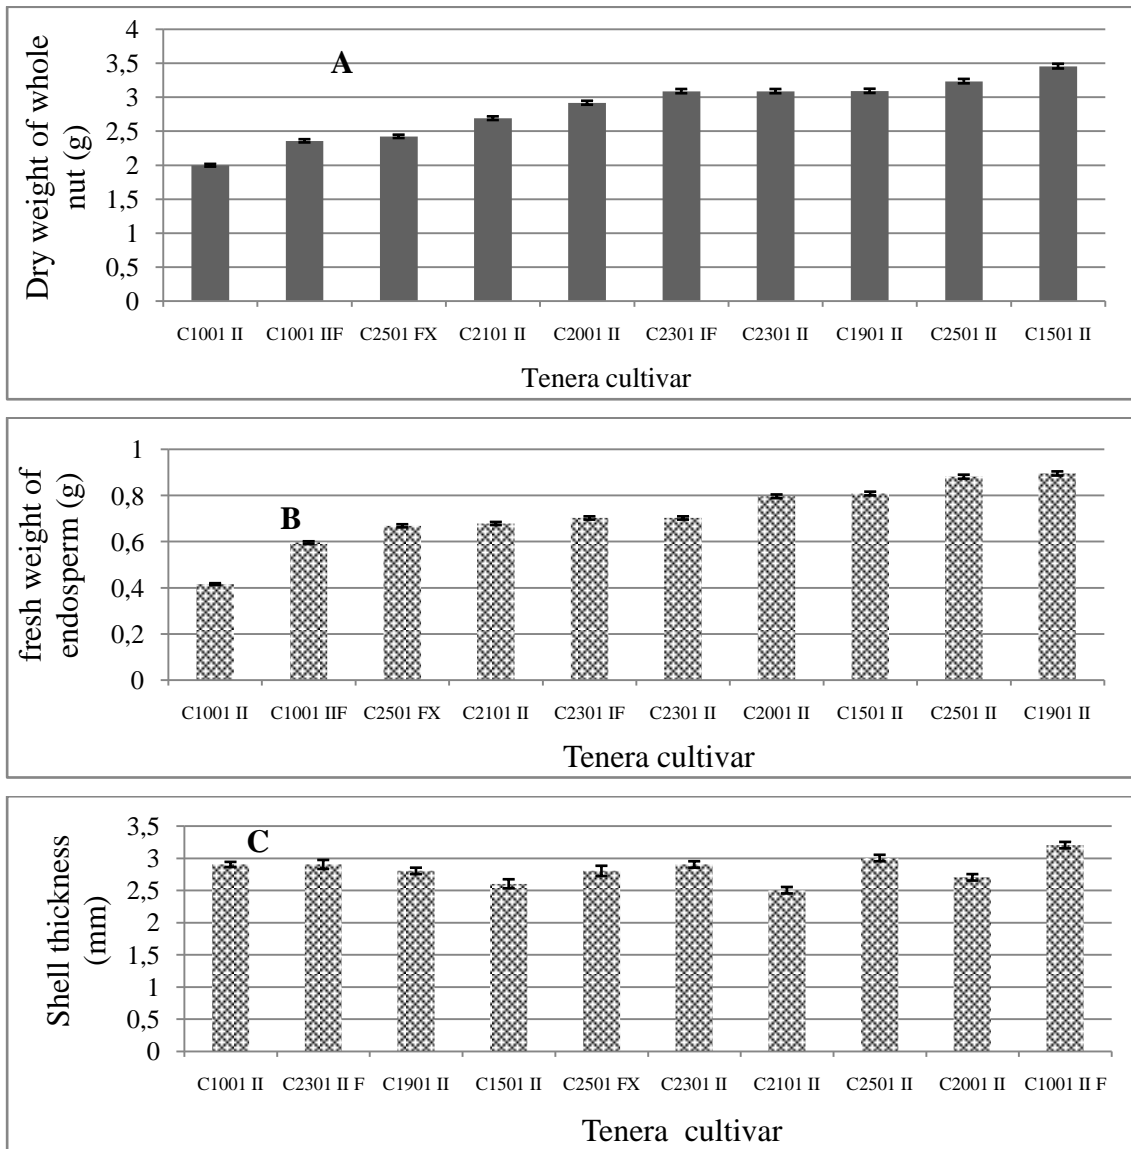 Dry weight of whole
nut (g)
A
4
3,5
3
2,5
2
1,5
1
0,5
0
C1001 II C1001 IIF C2501 FX C2101 II C2001 II C2301 IF C2301 II C1901 II C2501 II C1501 II
Tenera cultivar
fresh weight of
endosperm (g)
B
1
0,8
0,6
0,4
0,2
0
C1001 II C1001 IIF C2501 FX C2101 II C2301 IF C2301 II C2001 II C1501 II C2501 II C1901 II
Tenera cultivar
Shell thickness
(mm)
C
3,5
3
2,5
2
1,5
1
0,5
0
C1001 II C2301 II F C1901 II C1501 II C2501 FX C2301 II C2101 II C2501 II C2001 II C1001 II F
Tenera cultivar